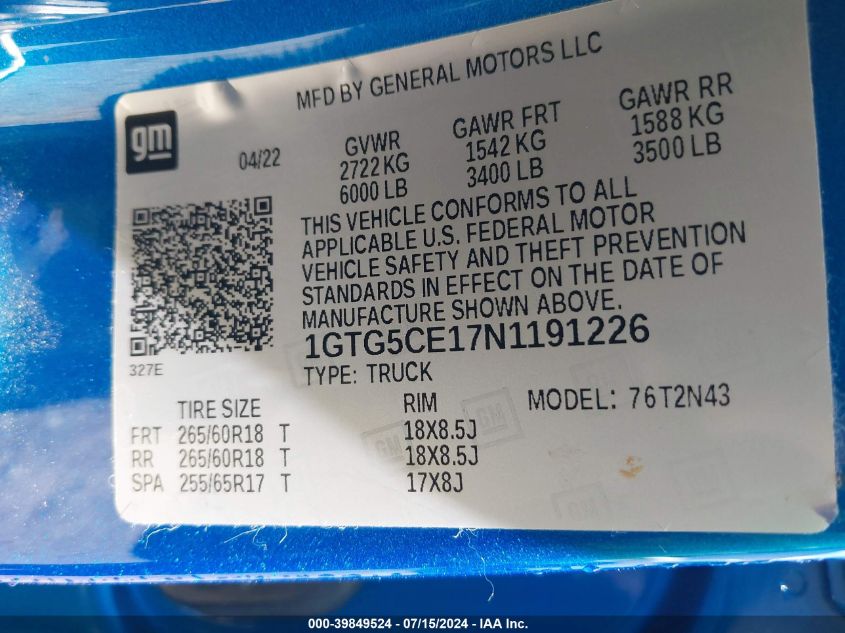 MFD BY GENERAL MOTORS LLC
gm
04/22
GVWR GAWR FRT GAWR RR
2722 KG 1542 KG 1588 KG
6000 LB 3400 LB 3500 LB
THIS VEHICLE CONFORMS TO ALL
APPLICABLE U.S. FEDERAL MOTOR
VEHICLE SAFETY AND THEFT PREVENTION
STANDARDS IN EFFECT ON THE DATE OF
MANUFACTURE SHOWN ABOVE.
327E
1GTG5CE17N1191226
TYPE: TRUCK
TIRE SIZE RIM MODEL: 76T2N43
FRT 265/60R18 T 18X8.5J
RR 265/60R18 T 18X8.5J
SPA 255/65R17 T 17X8J
GM
GM
GM
GM
000-39849524 - 07/15/2024 - IAA Inc.